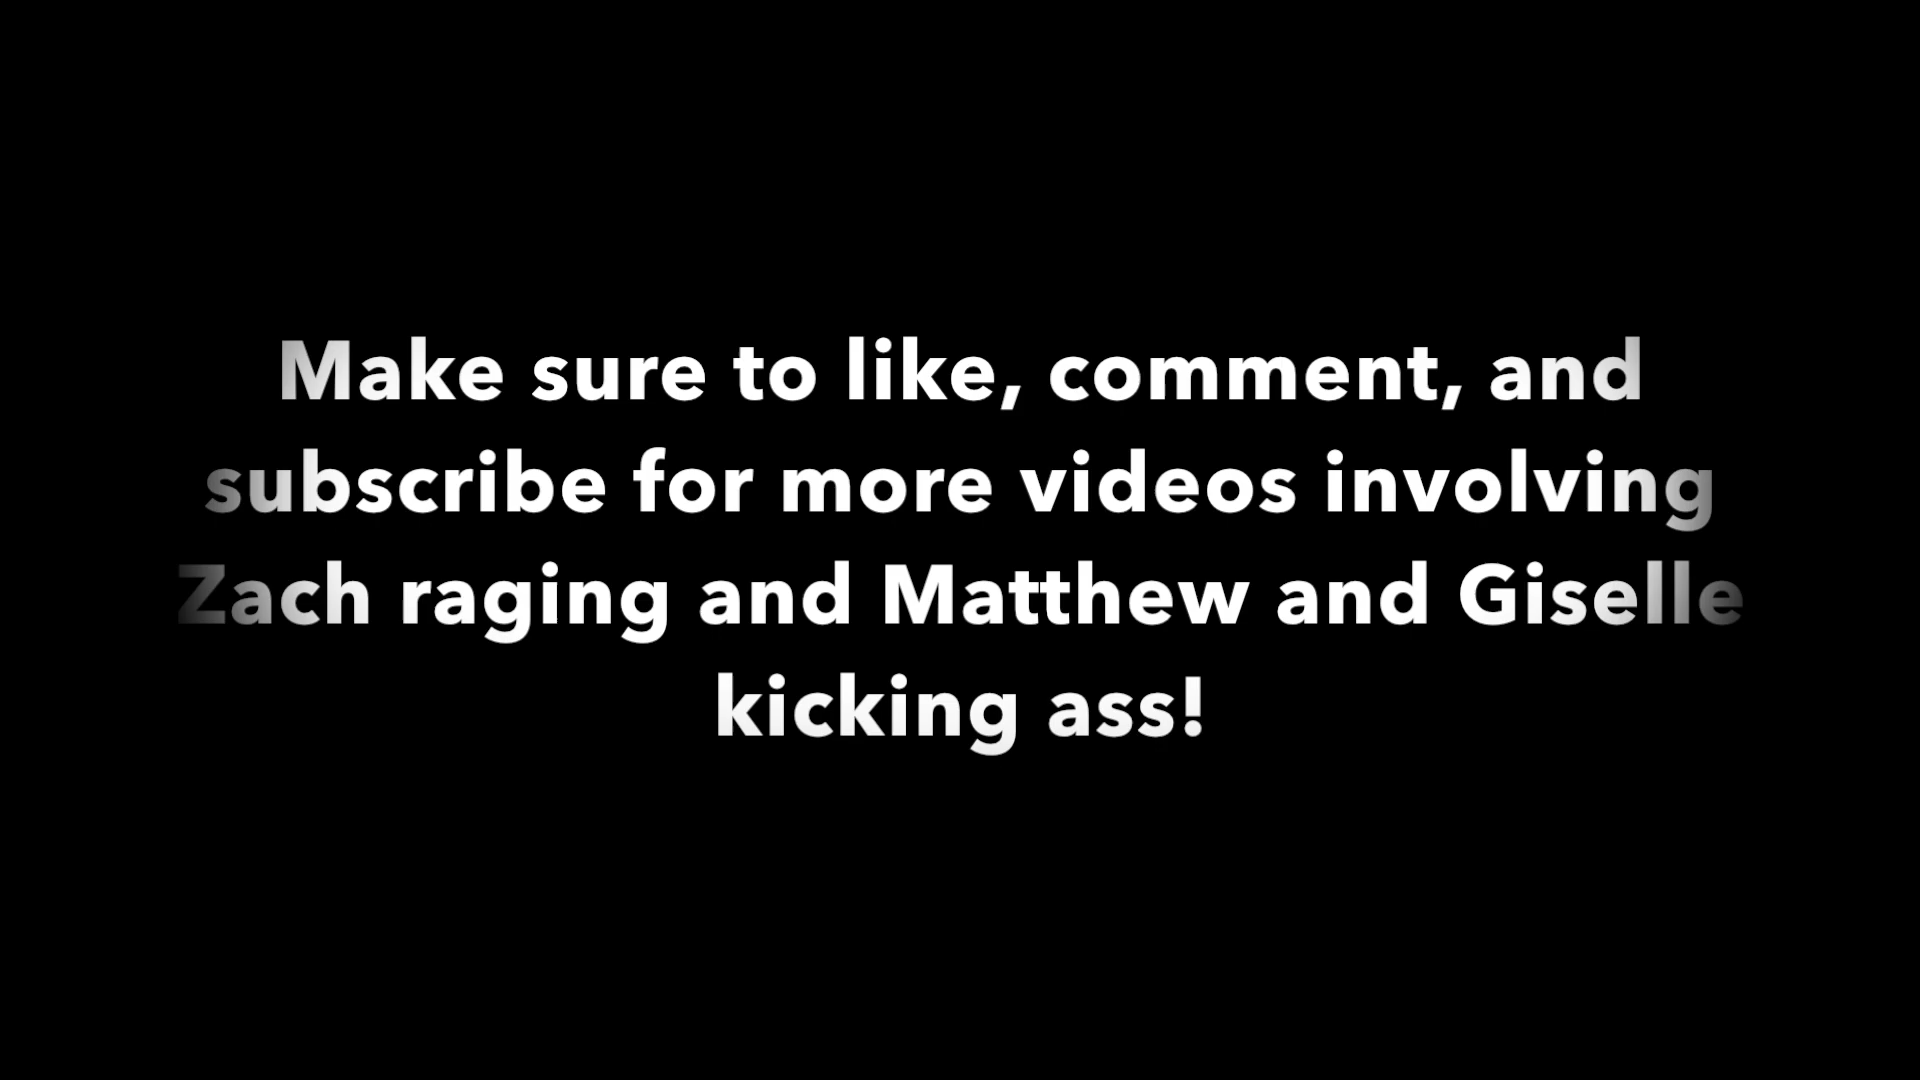 Make sure to like, comment, and
subscribe for more videos involving
Zach raging and Matthew and Giselle
kicking ass!